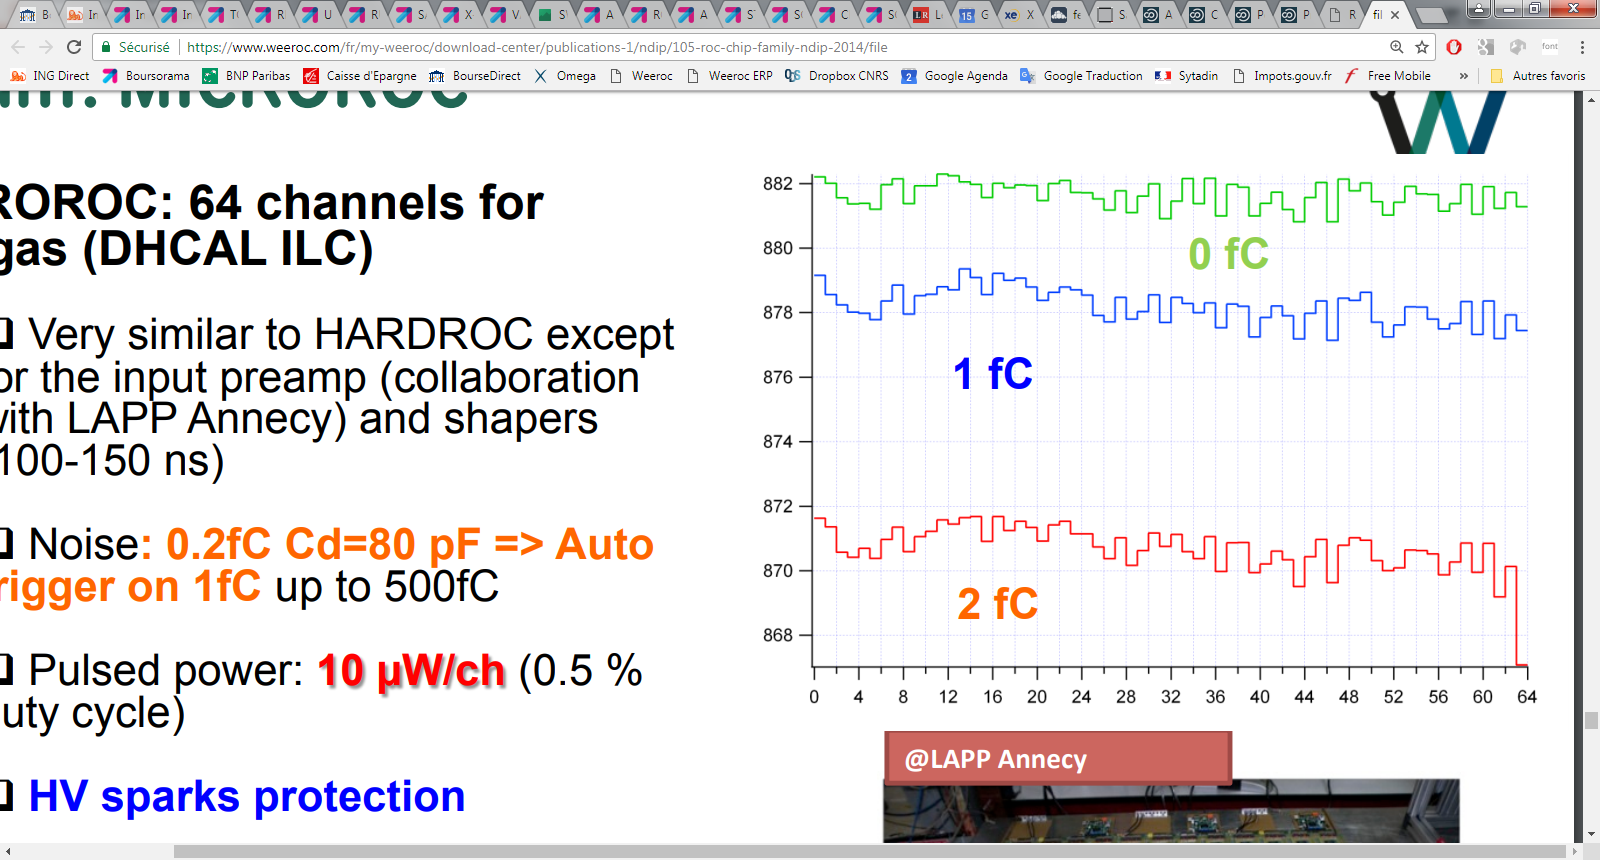 Sécurisé
https://www.weeroc.com/fr/my-weeroc/download-center/publications-1/ndip/105-roc-chip-family-ndip-2014/file
font
ING Direct
Boursorama
BNP Paribas
Caisse d'Epargne
BourseDirect
Omega
Weeroc
Weeroc ERP
Dropbox CNRS
Google Agenda
Google Traduction
Sytadin
Impots.gouv.fr
Free Mobile
»
Autres favoris
MICROROC
ROROC: 64 channels for
gas (DHCAL ILC)
Very similar to HARDROC except
or the input preamp (collaboration
with LAPP Annecy) and shapers
100-150 ns)
Noise: 0.2fC Cd=80 pF => Auto
rigger on 1fC up to 500fC
Pulsed power: 10 µW/ch (0.5 %
uty cycle)
HV sparks protection
882
880
878
876
874
872
870
868
0 fC
1 fC
2 fC
0 4 8 12 16 20 24 28 32 36 40 44 48 52 56 60 64
@LAPP Annecy